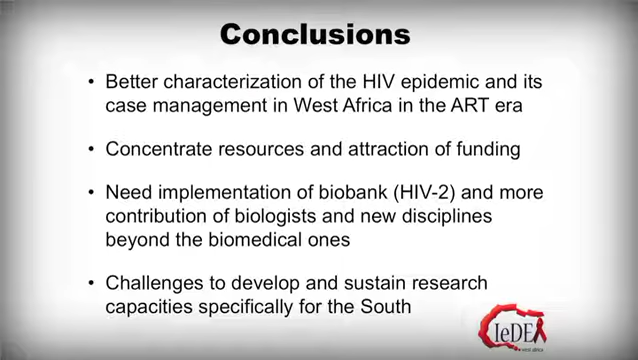 Conclusions
• Better characterization of the HIV epidemic and its
case management in West Africa in the ART era
• Concentrate resources and attraction of funding
• Need implementation of biobank (HIV-2) and more
contribution of biologists and new disciplines
beyond the biomedical ones
• Challenges to develop and sustain research
capacities specifically for the South
IeDEA
west africa